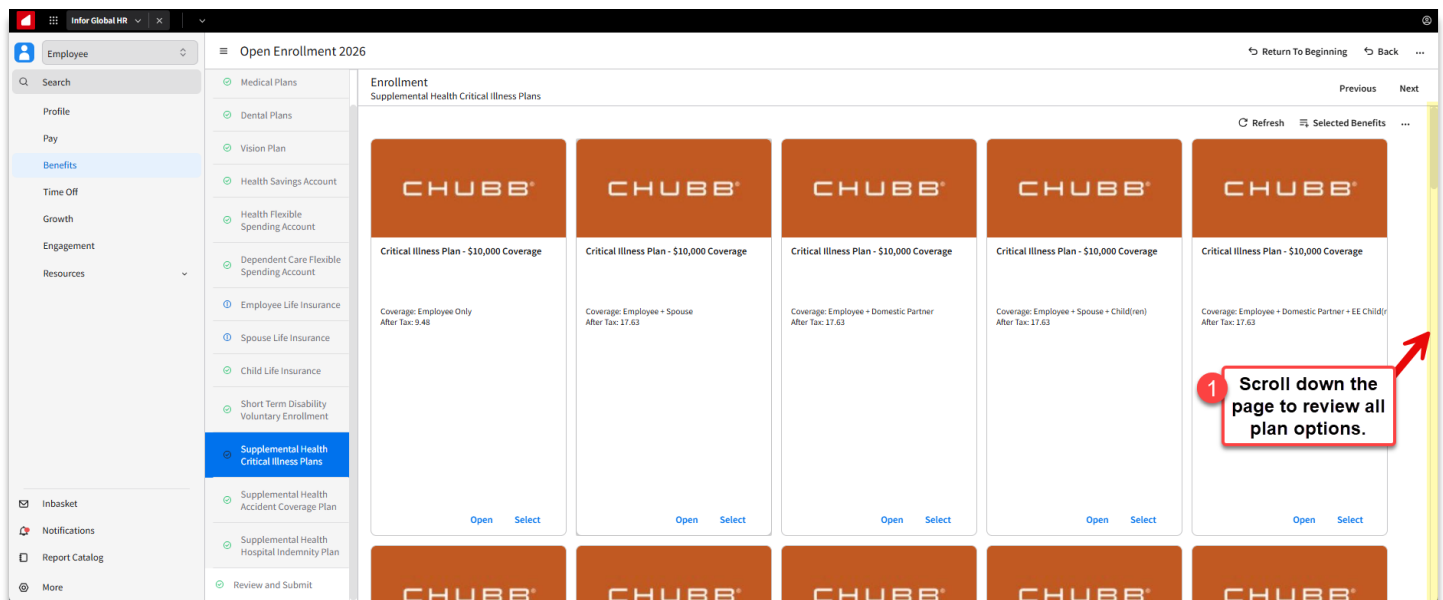 Infor Global HR
Employee
Open Enrollment 2026
Return To Beginning
Back
Search
Profile
Pay
Benefits
Time Off
Growth
Engagement
Resources
Inbasket
Notifications
Report Catalog
More
Medical Plans
Dental Plans
Vision Plan
Health Savings Account
Health Flexible
Spending Account
Dependent Care Flexible
Spending Account
Employee Life Insurance
Spouse Life Insurance
Child Life Insurance
Short Term Disability
Voluntary Enrollment
Supplemental Health
Critical Illness Plans
Supplemental Health
Accident Coverage Plan
Supplemental Health
Hospital Indemnity Plan
Review and Submit
Enrollment
Supplemental Health Critical Illness Plans
Previous
Next
Refresh
Selected Benefits
CHUBB®
Critical Illness Plan - $10,000 Coverage
Coverage: Employee Only
After Tax: 9.48
Open Select
CHUBB®
Critical Illness Plan - $10,000 Coverage
Coverage: Employee + Spouse
After Tax: 17.63
Open Select
CHUBB®
Critical Illness Plan - $10,000 Coverage
Coverage: Employee + Domestic Partner
After Tax: 17.63
Open Select
CHUBB®
Critical Illness Plan - $10,000 Coverage
Coverage: Employee + Spouse + Child(ren)
After Tax: 17.63
Open Select
CHUBB®
Critical Illness Plan - $10,000 Coverage
Coverage: Employee + Domestic Partner + EE Child(r
After Tax: 17.63
Open Select
1
Scroll down the
page to review all
plan options.
CHUBB®
CHUBB®
CHUBB®
CHUBB®
CHUBB®